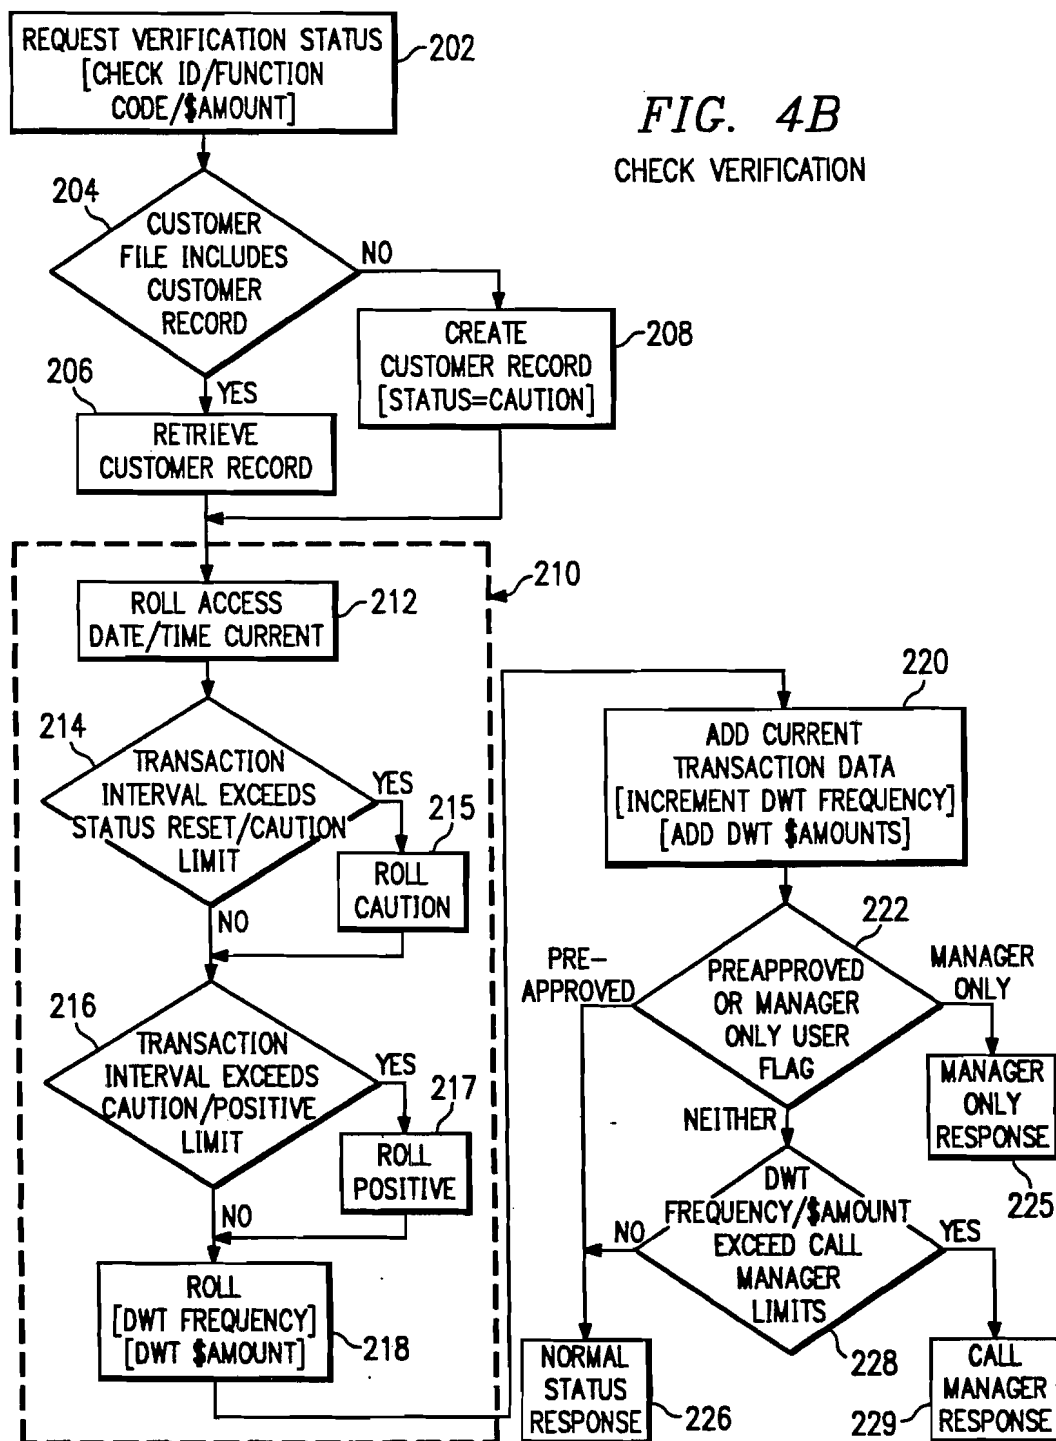 REQUEST VERIFICATION STATUS
[CHECK ID/FUNCTION
CODE/$AMOUNT]
202
FIG. 4B
CHECK VERIFICATION
204
CUSTOMER
FILE INCLUDES
CUSTOMER
RECORD
NO
YES
CREATE
CUSTOMER RECORD
[STATUS=CAUTION]
208
206
RETRIEVE
CUSTOMER RECORD
210
ROLL ACCESS
DATE/TIME CURRENT
212
214
TRANSACTION
INTERVAL EXCEEDS
STATUS RESET/CAUTION
LIMIT
YES
NO
215
ROLL
CAUTION
216
TRANSACTION
INTERVAL EXCEEDS
CAUTION/POSITIVE
LIMIT
YES
NO
217
ROLL
POSITIVE
ROLL
[DWT FREQUENCY]
[DWT $AMOUNT]
218
220
ADD CURRENT
TRANSACTION DATA
[INCREMENT DWT FREQUENCY]
[ADD DWT $AMOUNTS]
222
PREAPPROVED
OR MANAGER
ONLY USER
FLAG
PRE-
APPROVED
MANAGER
ONLY
NEITHER
MANAGER
ONLY
RESPONSE
225
DWT
FREQUENCY/$AMOUNT
EXCEED CALL
MANAGER
LIMITS
NO
YES
228
NORMAL
STATUS
RESPONSE
226
CALL
MANAGER
RESPONSE
229